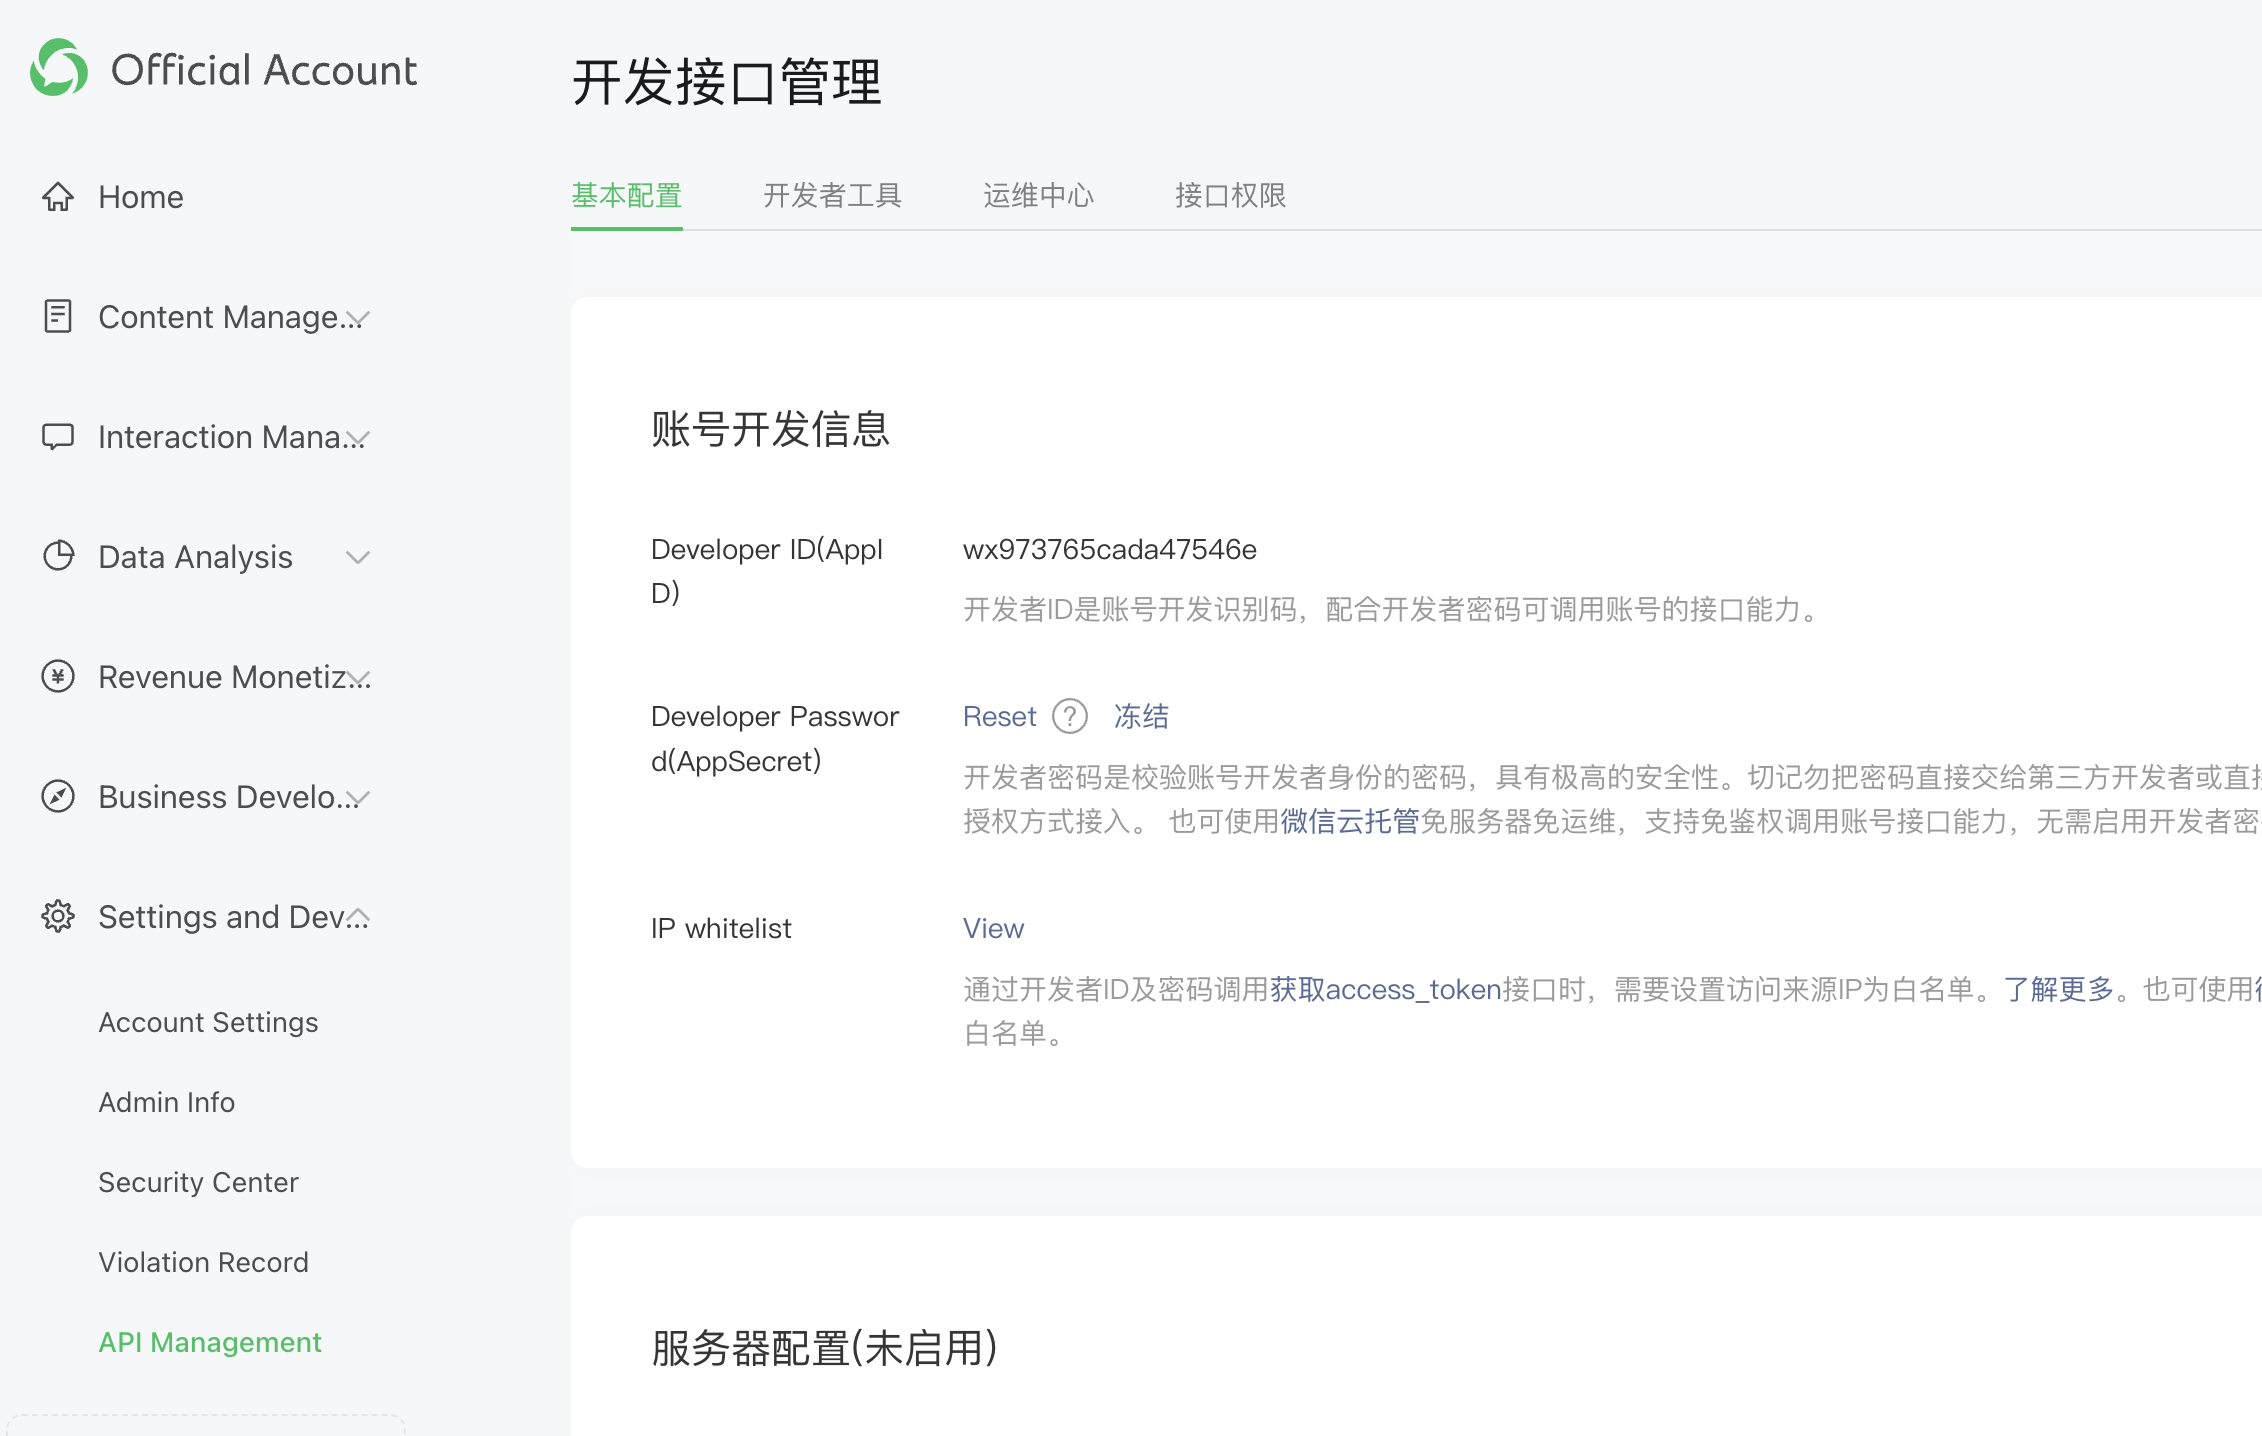 Official Account
Home
Content Manage...
Interaction Mana...
Data Analysis
Revenue Monetiz...
Business Develo...
Settings and Dev...
Account Settings
Admin Info
Security Center
Violation Record
API Management
开发接口管理
基本配置 开发者工具 运维中心 接口权限
账号开发信息
Developer ID(AppI
D)
wx973765cada47546e
开发者ID是账号开发识别码，配合开发者密码可调用账号的接口能力。
Developer Passwor
d(AppSecret)
Reset ? 冻结
开发者密码是校验账号开发者身份的密码，具有极高的安全性。切记勿把密码直接交给第三方开发者或直
授权方式接入。 也可使用微信云托管免服务器免运维，支持免鉴权调用账号接口能力，无需启用开发者密
IP whitelist
View
通过开发者ID及密码调用获取access_token接口时，需要设置访问来源IP为白名单。了解更多。也可使用
白名单。
服务器配置(未启用)